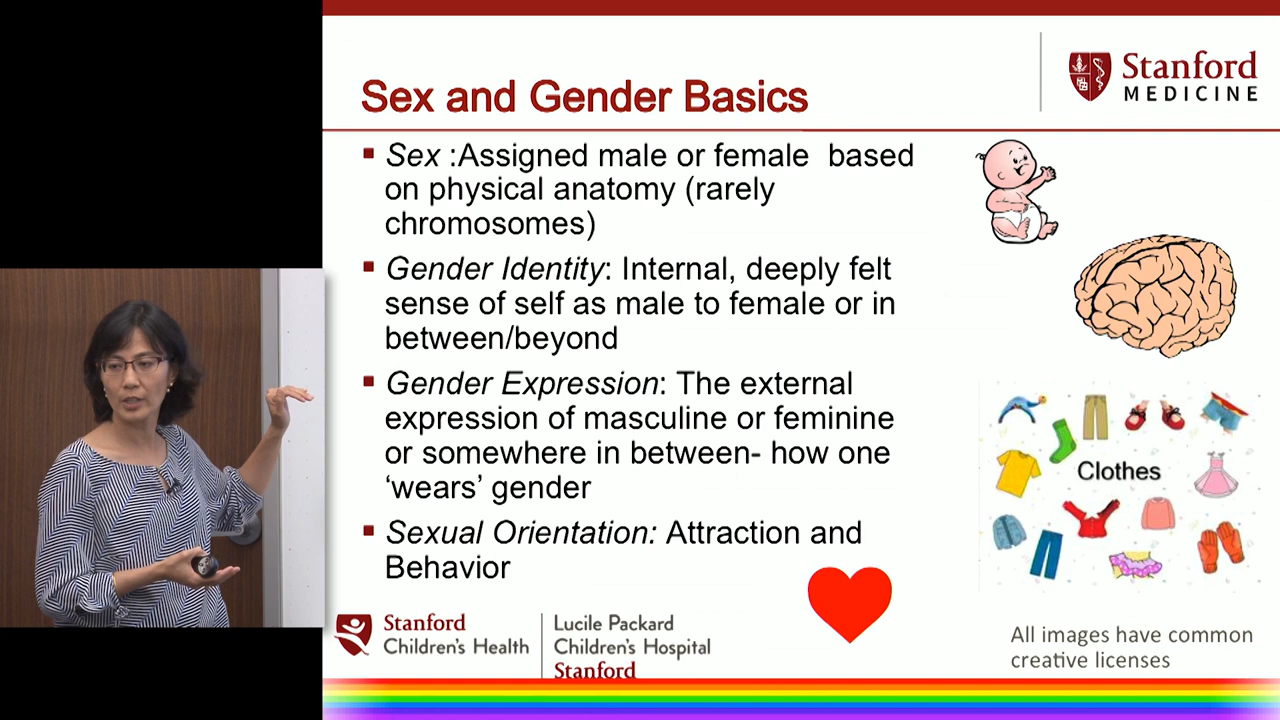 Sex and Gender Basics
Stanford
MEDICINE
Sex :Assigned male or female based
on physical anatomy (rarely
chromosomes)
Gender Identity: Internal, deeply felt
sense of self as male to female or in
between/beyond
Gender Expression: The external
expression of masculine or feminine
or somewhere in between- how one
‘wears’ gender
Sexual Orientation: Attraction and
Behavior
Clothes
Stanford
Children's Health
Lucile Packard
Children's Hospital
Stanford
All images have common
creative licenses